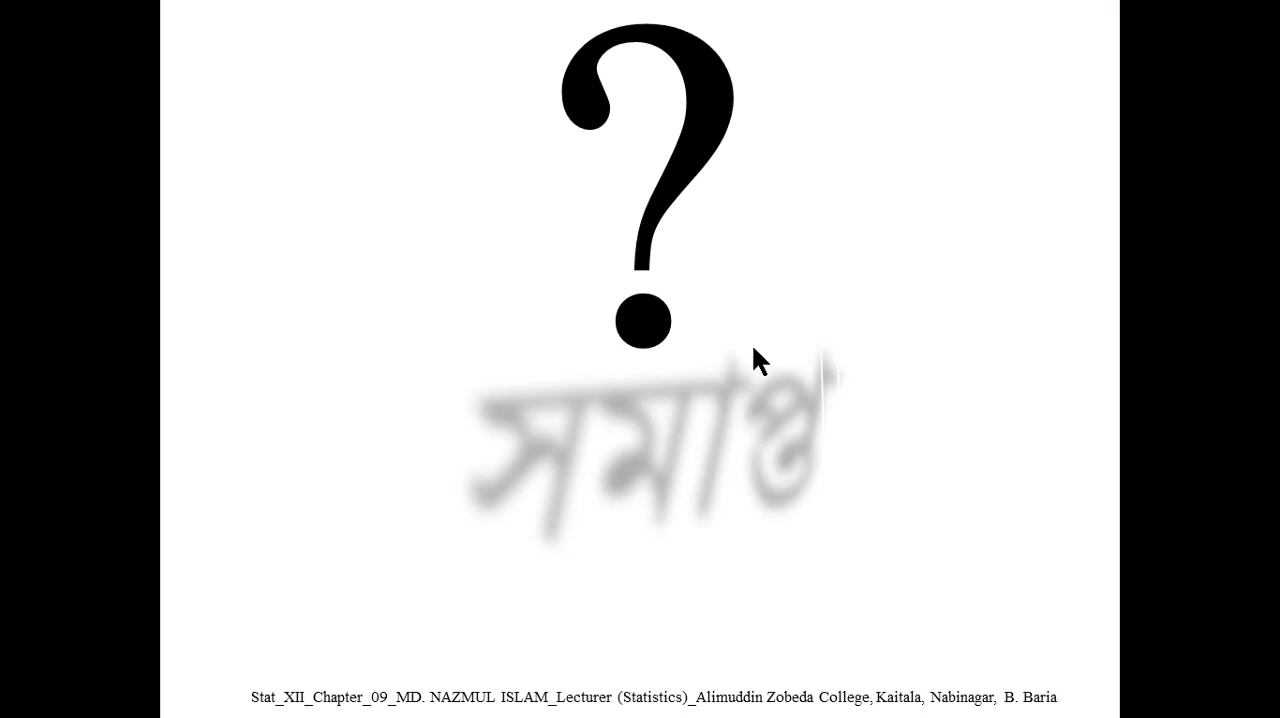 ?
সমাপ্ত
Stat_XII_Chapter_09_MD. NAZMUL ISLAM_Lecturer (Statistics)_Alimuddin Zobeda College, Kaitala, Nabinagar, B. Baria